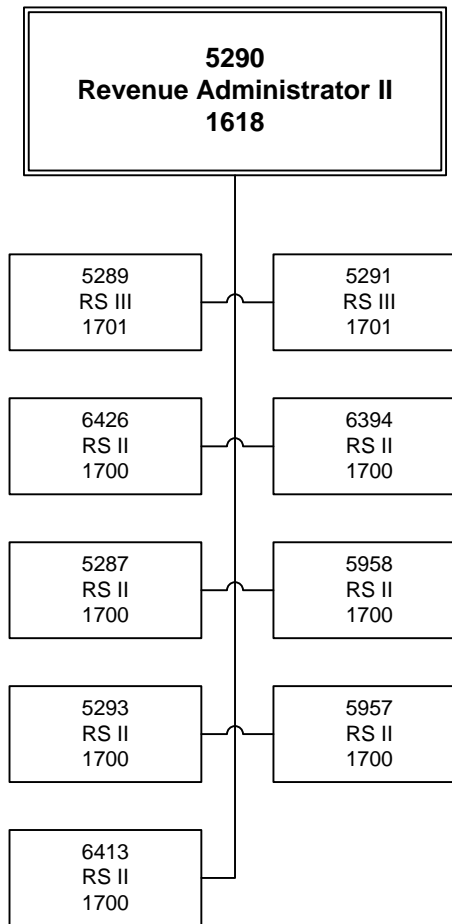 5290
Revenue Administrator II
1618
5289
RS III
1701
5291
RS III
1701
6426
RS II
1700
6394
RS II
1700
5287
RS II
1700
5958
RS II
1700
5293
RS II
1700
5957
RS II
1700
6413
RS II
1700